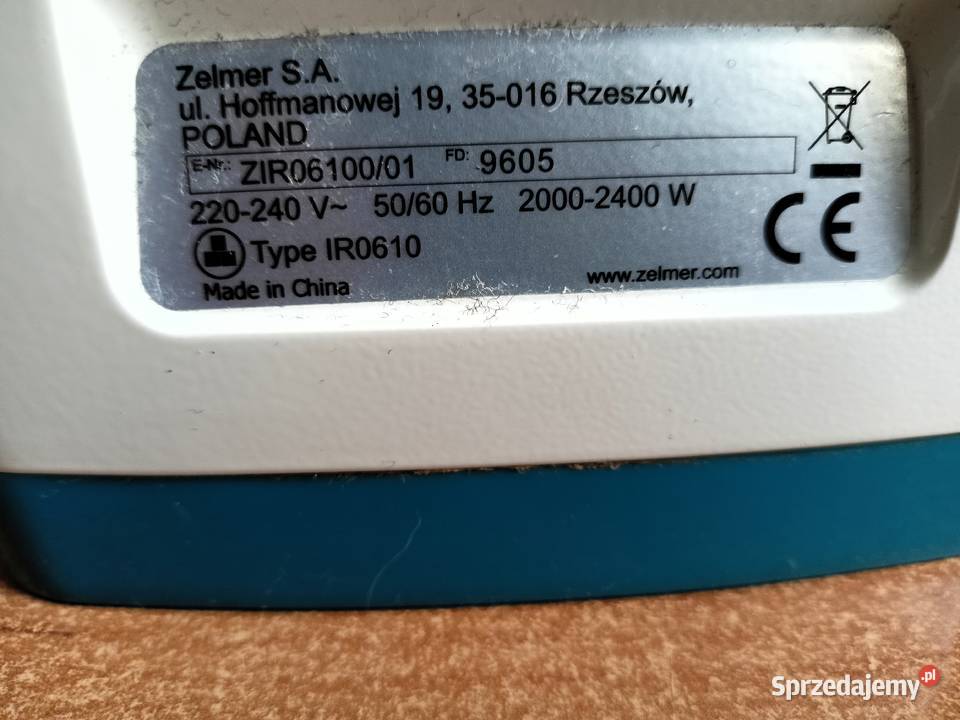 Zelmer S.A.
ul. Hoffmanowej 19, 35-016 Rzeszów,
POLAND
E-Nr.: ZIR06100/01 FD: 9605
220-240 V~ 50/60 Hz 2000-2400 W
Type IR0610
Made in China
www.zelmer.com
CE
Sprzedajemy.pl